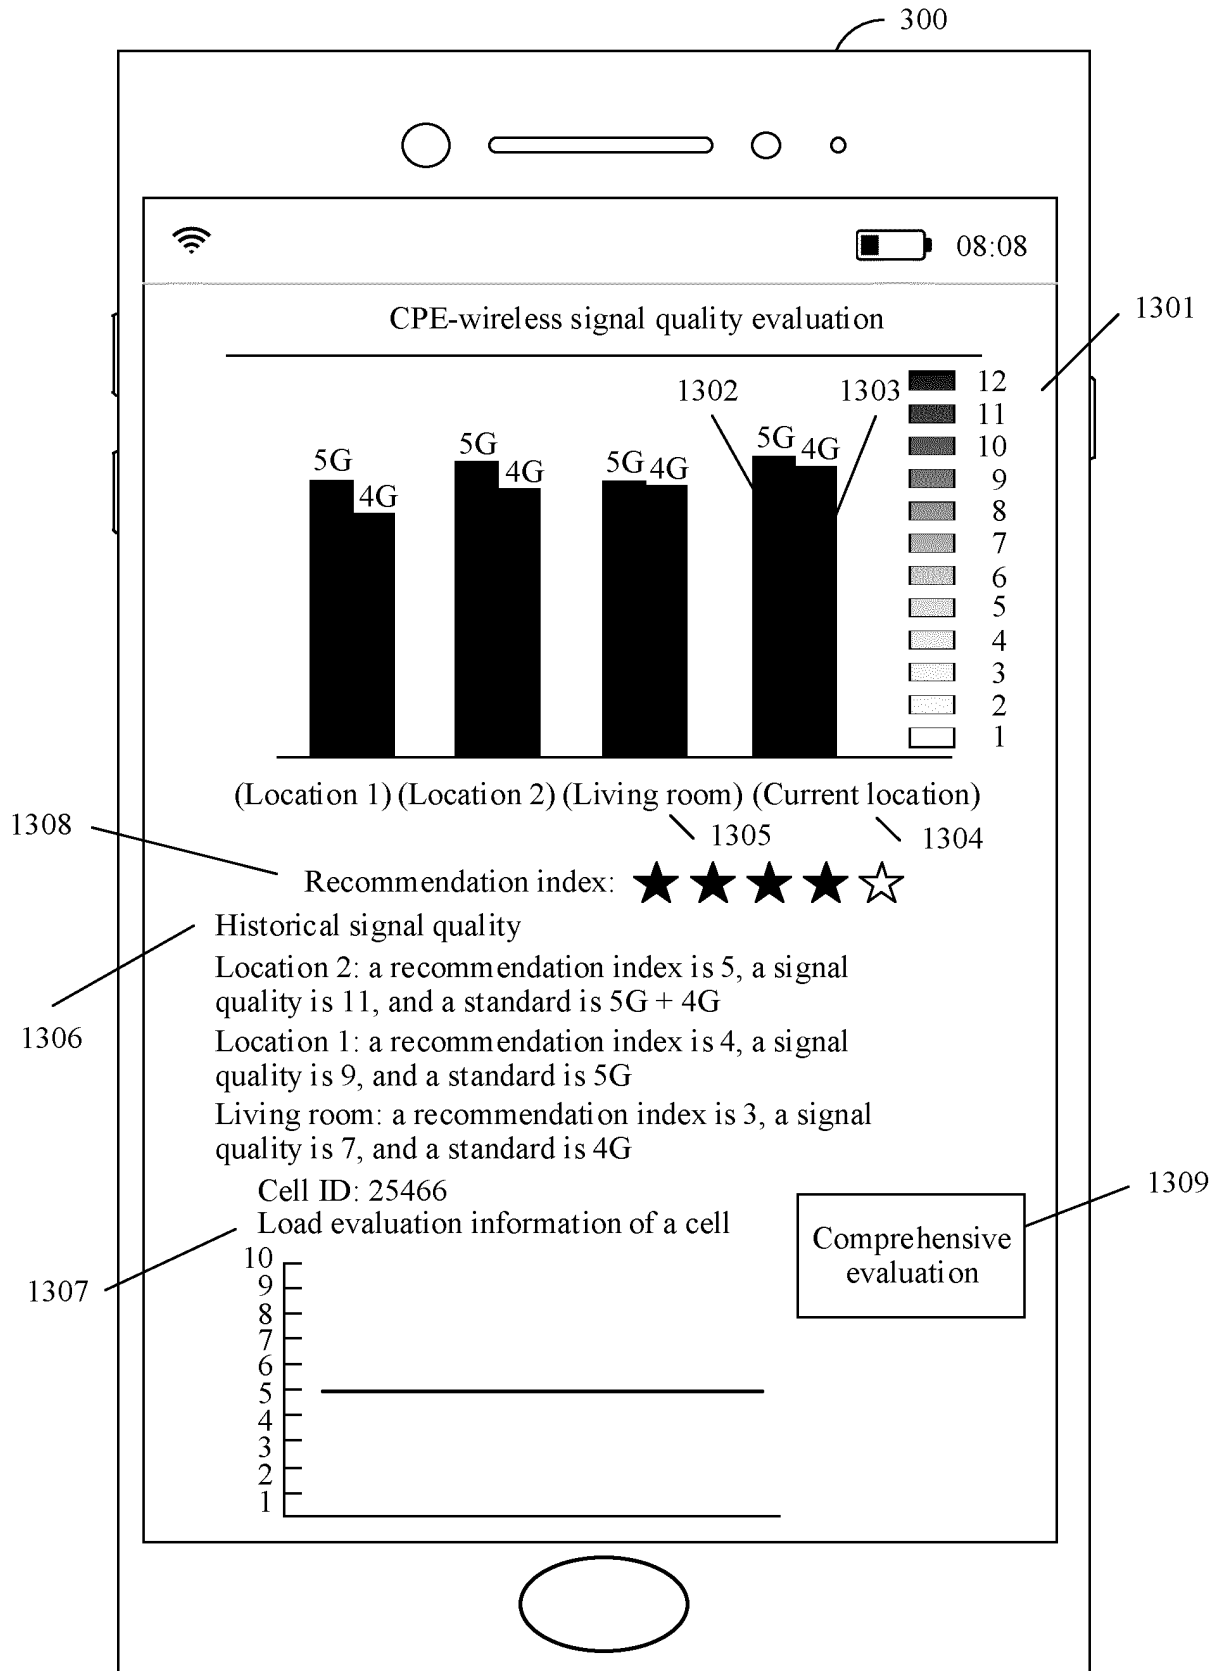 300
08:08
CPE-wireless signal quality evaluation
1301
1302
1303
12
11
10
9
8
7
6
5
4
3
2
1
5G
4G
5G
4G
5G 4G
5G
4G
(Location 1) (Location 2) (Living room) (Current location)
1308
1305
1304
Recommendation index:
Historical signal quality
Location 2: a recommendation index is 5, a signal
quality is 11, and a standard is 5G + 4G
1306
Location 1: a recommendation index is 4, a signal
quality is 9, and a standard is 5G
Living room: a recommendation index is 3, a signal
quality is 7, and a standard is 4G
Cell ID: 25466
1309
Load evaluation information of a cell
Comprehensive
evaluation
1307
10
9
8
7
6
5
4
3
2
1